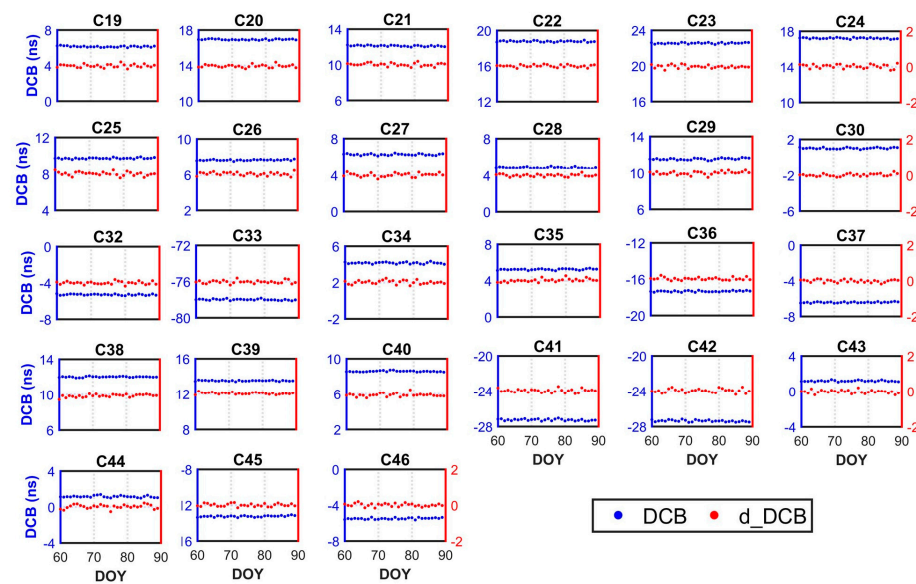 C19 C20 C21 C22 C23 C24
8 18 14 20 24 18 2
DCB (ns) 4 16 10 16 20 14 0
0 14 6 12 16 10 -2
C25 C26 C27 C28 C29 C30
12 10 8 8 14 2 2
DCB (ns) 8 6 4 4 10 -2 0
4 2 0 0 6 -6 -2
C32 C33 C34 C35 C36 C37
0 -72 6 8 -12 0 2
DCB (ns) -4 -76 2 4 -16 -4 0
-8 -80 -2 0 -20 -8 -2
C38 C39 C40 C41 C42 C43
14 16 10 -20 -20 4 2
DCB (ns) 10 12 6 -24 -24 0 0
6 8 2 -28 -28 -4 -2
60 70 80 90 60 70 80 90 60 70 80 90
DOY DOY DOY
C44 C45 C46
4 -8 0 2
DCB (ns) 0 12 -4 0
-4 16 -8 -2
60 70 80 90 60 70 80 90 60 70 80 90
DOY DOY DOY
DCB d_DCB